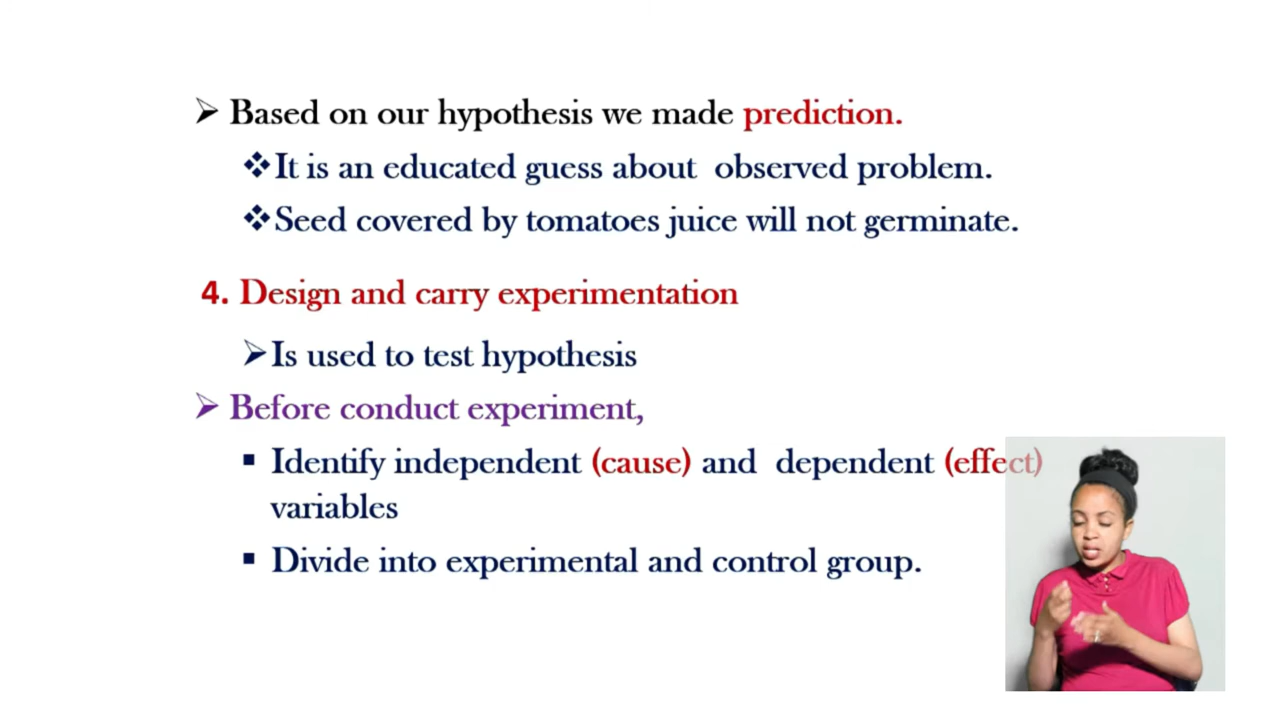 ➢ Based on our hypothesis we made prediction.
❖It is an educated guess about observed problem.
❖Seed covered by tomatoes juice will not germinate.
4. Design and carry experimentation
➢Is used to test hypothesis
➢ Before conduct experiment,
▪ Identify independent (cause) and dependent (effect)
variables
▪ Divide into experimental and control group.